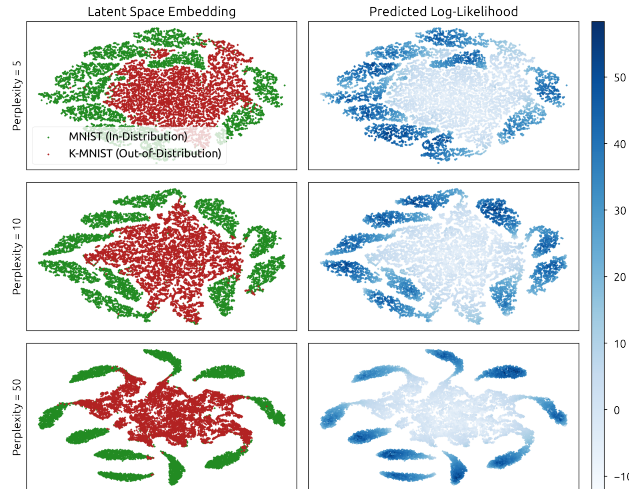 Latent Space Embedding
Predicted Log-Likelihood
Perplexity = 5
MNIST (In-Distribution)
K-MNIST (Out-of-Distribution)
Perplexity = 10
Perplexity = 50
50
40
30
20
10
0
−10